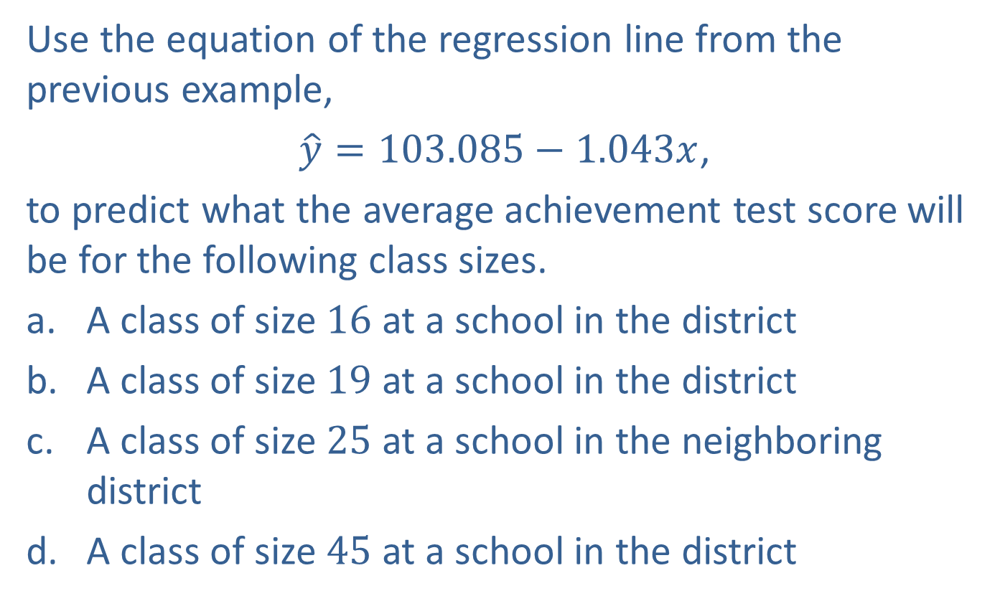 Use the equation of the regression line from the
previous example,
ŷ = 103.085 − 1.043x,
to predict what the average achievement test score will
be for the following class sizes.
a. A class of size 16 at a school in the district
b. A class of size 19 at a school in the district
c. A class of size 25 at a school in the neighboring
district
d. A class of size 45 at a school in the district